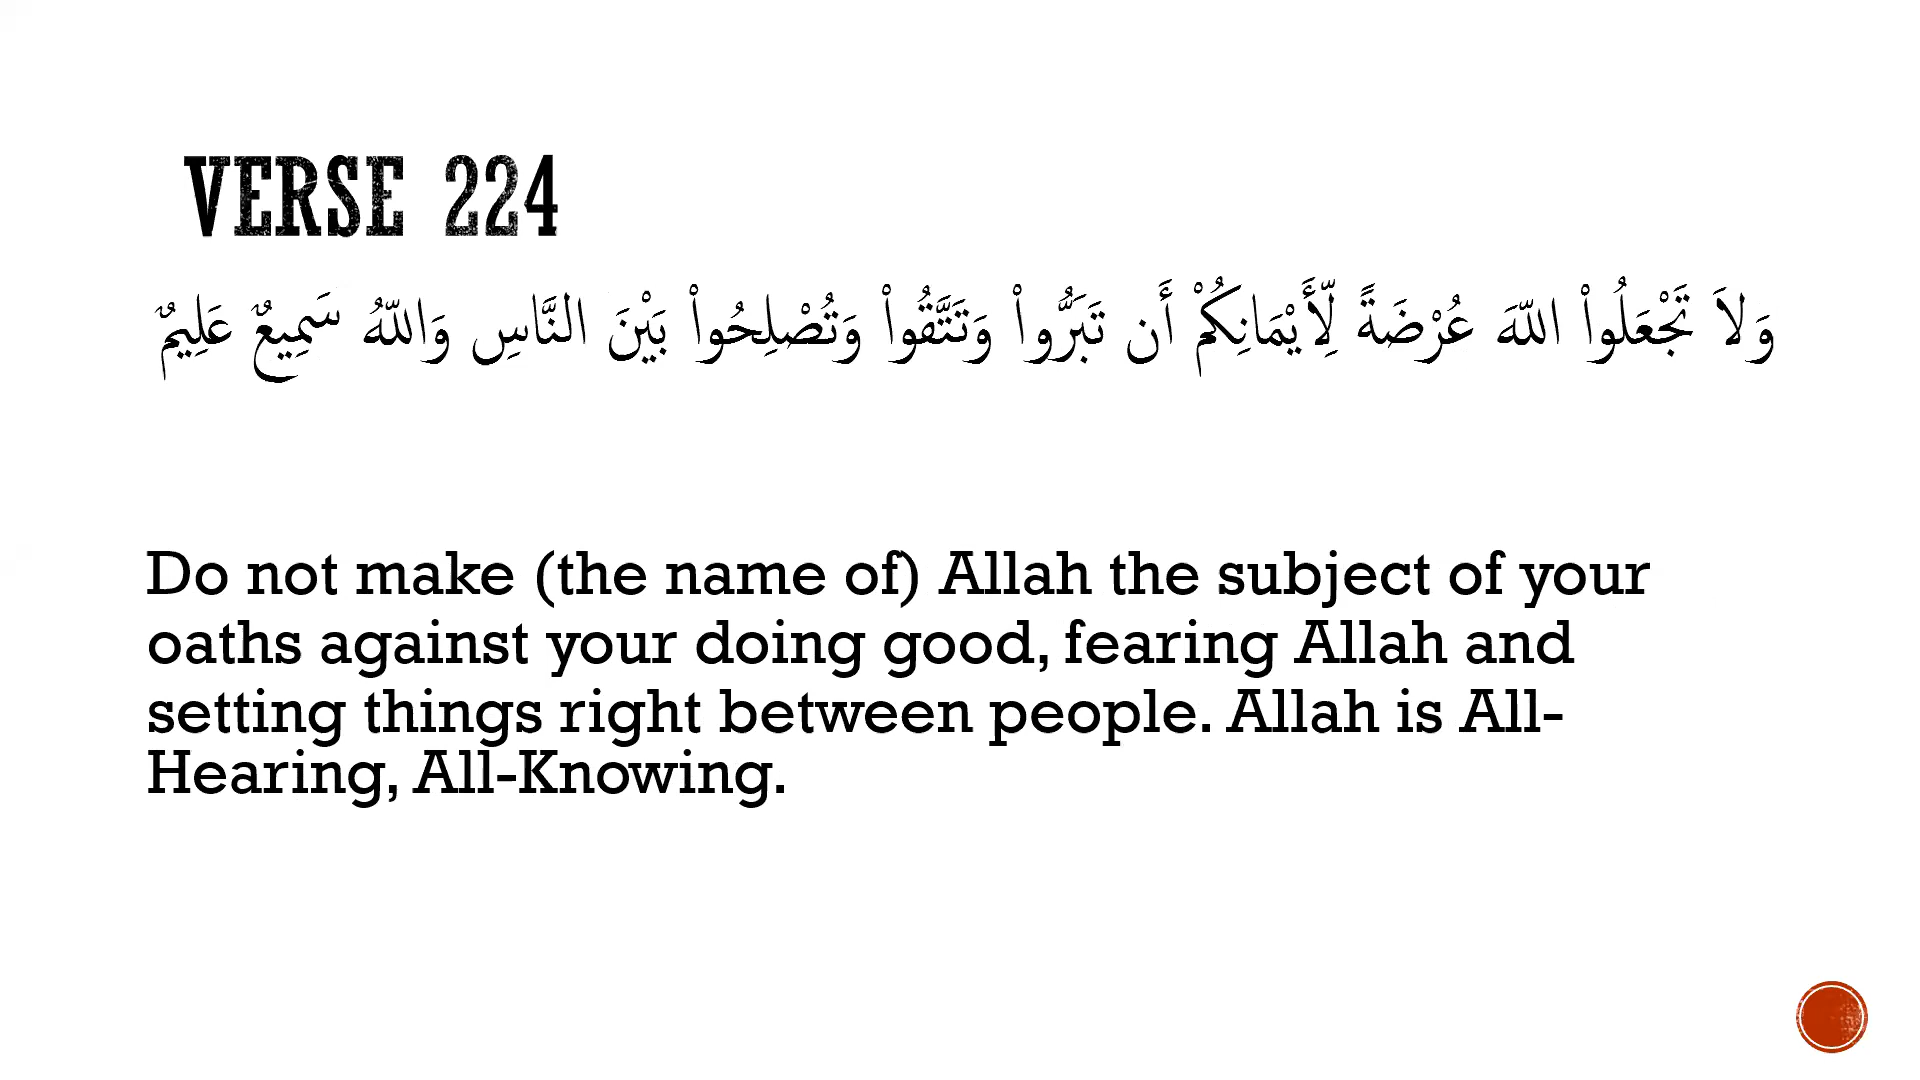 VERSE 224
وَلاَ تَجْعَلُواْ اللّهَ عُرْضَةً لِّأَيْمَانِكُمْ أَن تَبَرُّواْ وَتَتَّقُواْ وَتُصْلِحُواْ بَيْنَ النَّاسِ وَاللّهُ سَمِيعٌ عَلِيمٌ
Do not make (the name of) Allah the subject of your
oaths against your doing good, fearing Allah and
setting things right between people. Allah is All-
Hearing, All-Knowing.